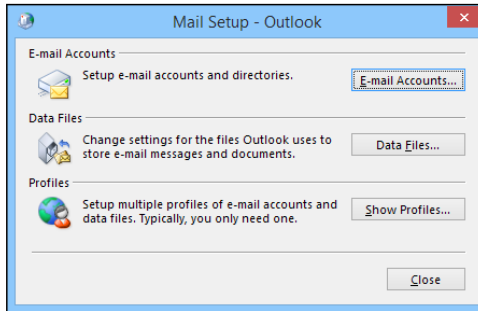 Mail Setup - Outlook
E-mail Accounts
Setup e-mail accounts and directories.
E-mail Accounts...
Data Files
Change settings for the files Outlook uses to
store e-mail messages and documents.
Data Files...
Profiles
Setup multiple profiles of e-mail accounts and
data files. Typically, you only need one.
Show Profiles...
Close